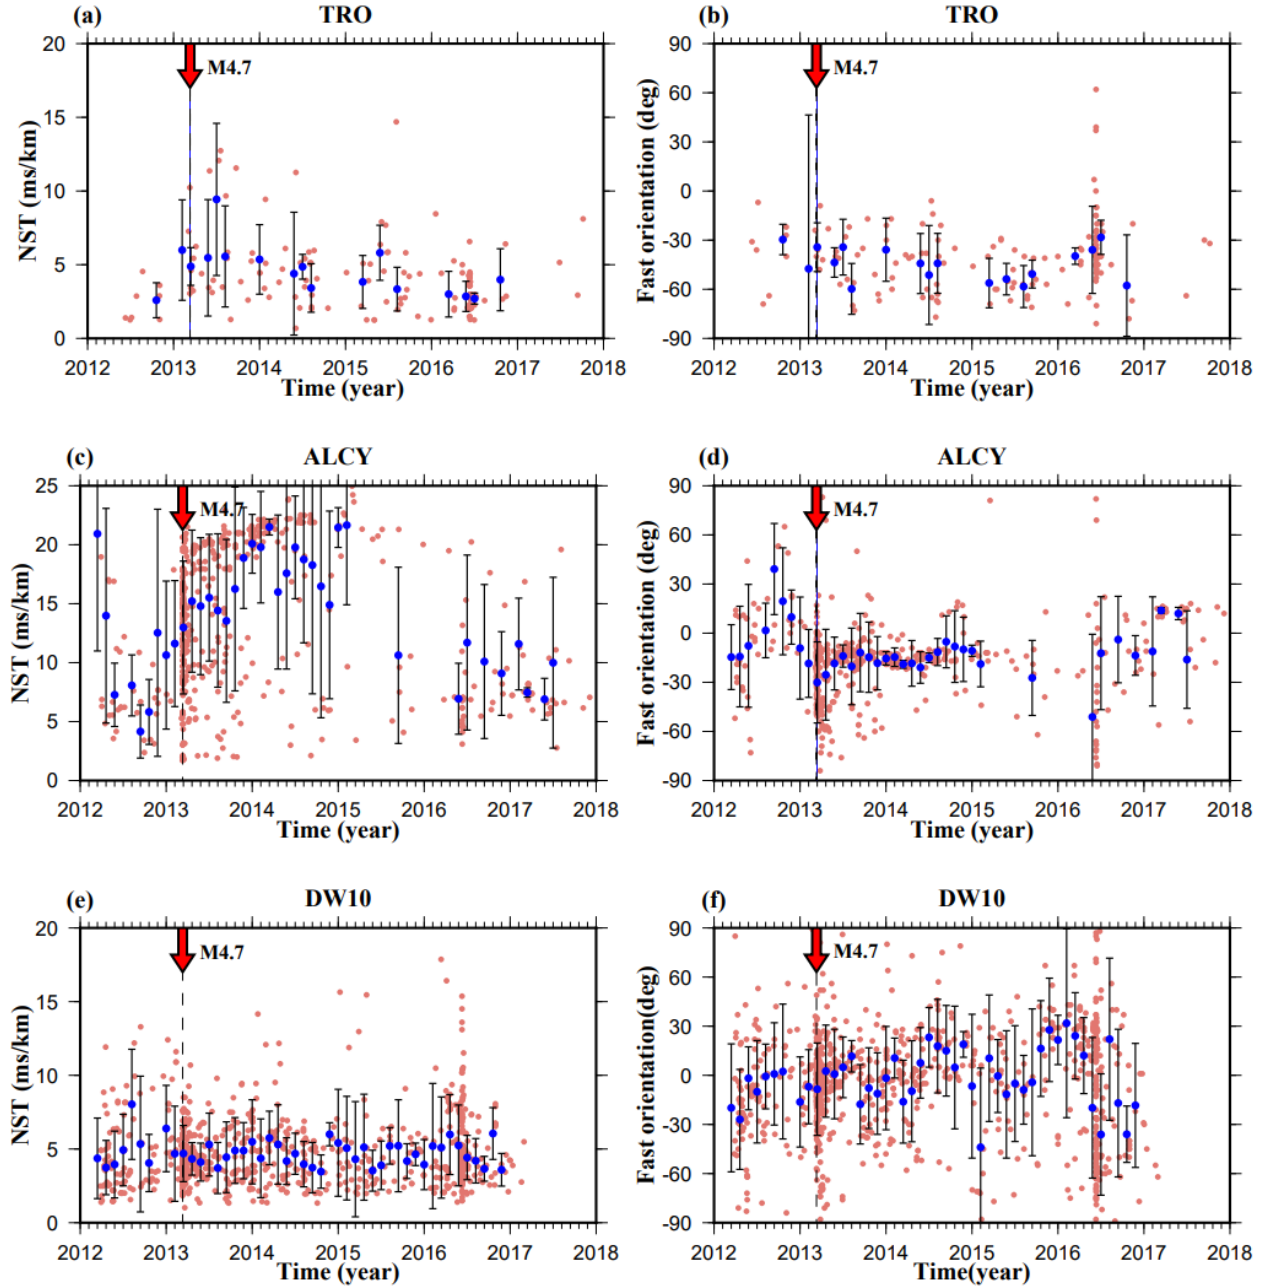 (a) TRO
NST (ms/km)
20
15
10
5
0
M4.7
2012 2013 2014 2015 2016 2017 2018
Time (year)
(b) TRO
Fast orientation (deg)
90
60
30
0
-30
-60
-90
M4.7
2012 2013 2014 2015 2016 2017 2018
Time (year)
(c) ALCY
NST (ms/km)
25
20
15
10
5
0
M4.7
2012 2013 2014 2015 2016 2017 2018
Time (year)
(d) ALCY
Fast orientation (deg)
90
60
30
0
-30
-60
-90
M4.7
2012 2013 2014 2015 2016 2017 2018
Time (year)
(e) DW10
NST (ms/km)
20
15
10
5
0
M4.7
2012 2013 2014 2015 2016 2017 2018
Time (year)
(f) DW10
Fast orientation(deg)
90
60
30
0
-30
-60
-90
M4.7
2012 2013 2014 2015 2016 2017 2018
Time(year)